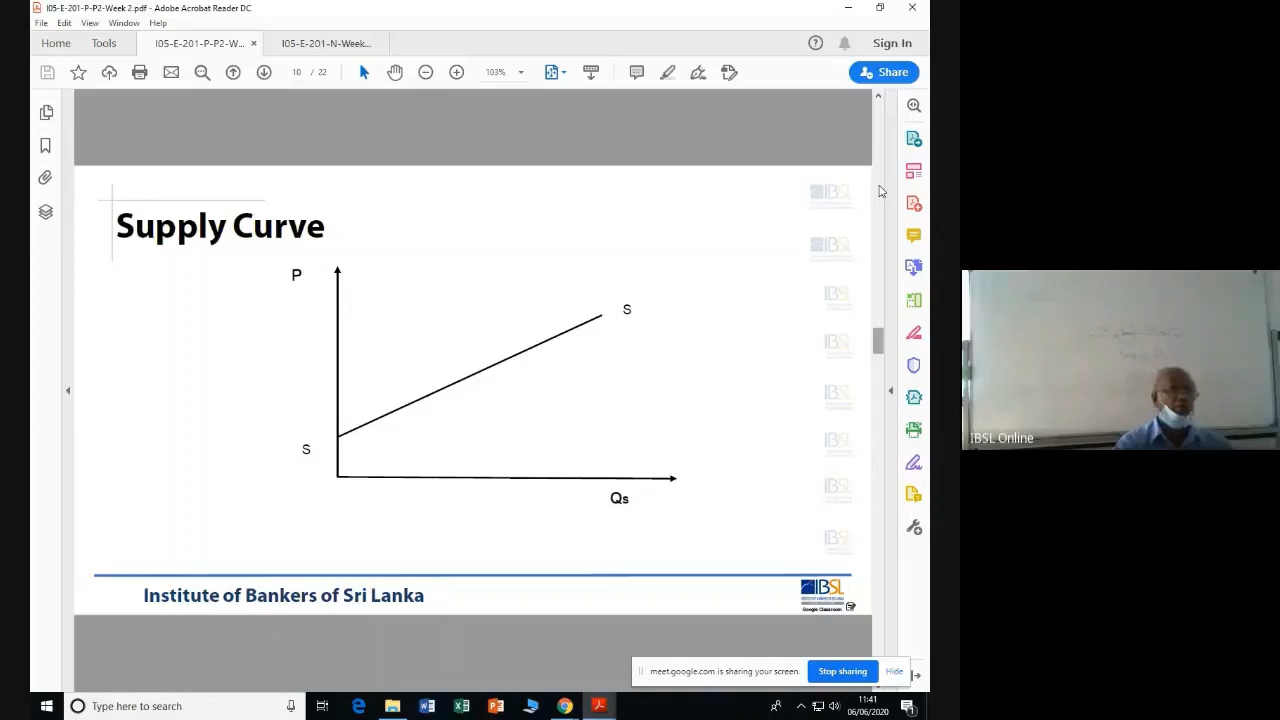 I05-E-201-P-P2-Week 2.pdf - Adobe Acrobat Reader DC
File Edit View Window Help
Home Tools I05-E-201-P-P2-W... × I05-E-201-N-Week... Sign In
10 / 22 103% Share
Supply Curve
P
S
S
Qs
Institute of Bankers of Sri Lanka
IBSL
Google Classroom
IBSL Online
meet.google.com is sharing your screen. Stop sharing Hide
Type here to search
11:41
06/06/2020